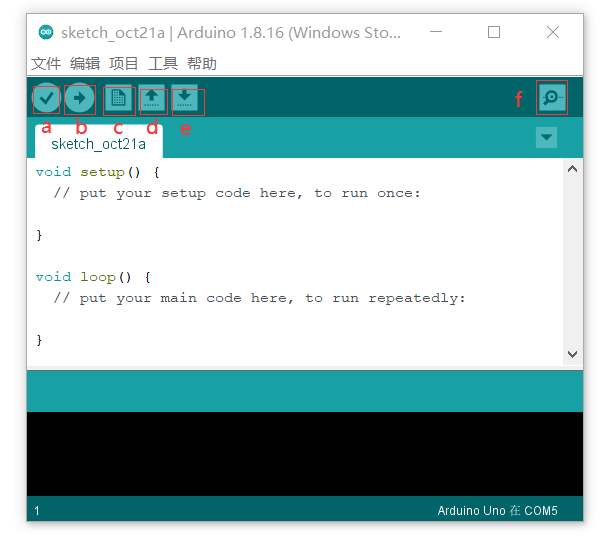 sketch_oct21a | Arduino 1.8.16 (Windows Sto...
文件 编辑 项目 工具 帮助
f
a b c d e
sketch_oct21a
void setup() {
  // put your setup code here, to run once:
}
void loop() {
  // put your main code here, to run repeatedly:
}
1 Arduino Uno 在 COM5